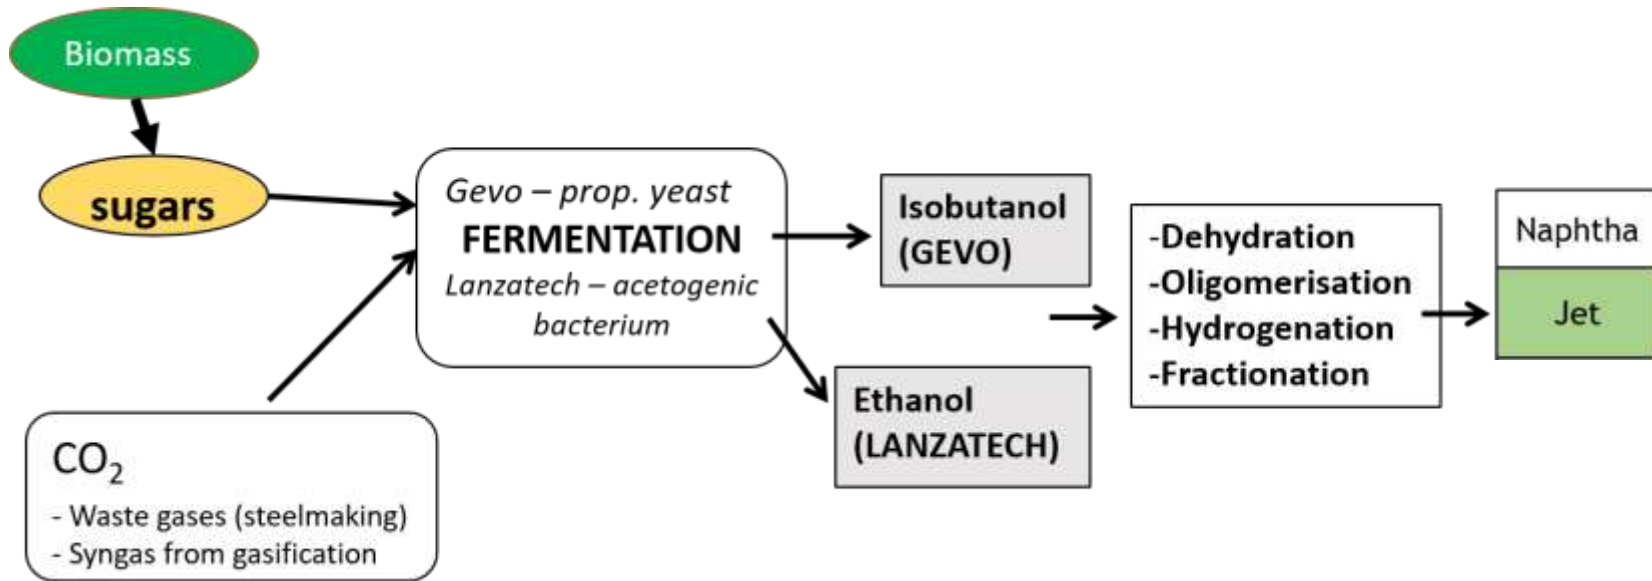 Biomass
sugars
Gevo – prop. yeast
FERMENTATION
Lanzatech – acetogenic
bacterium
CO₂
- Waste gases (steelmaking)
- Syngas from gasification
Isobutanol
(GEVO)
Ethanol
(LANZATECH)
-Dehydration
-Oligomerisation
-Hydrogenation
-Fractionation
Naphtha
Jet